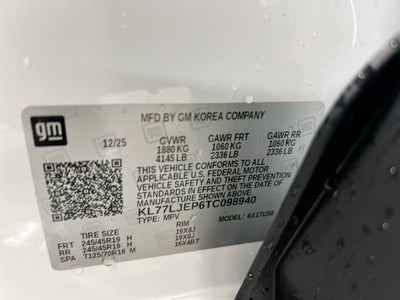 gm
MFD BY GM KOREA COMPANY
12/25 GVWR GAWR FRT GAWR RR
1880 KG 1060 KG 1060 KG
4145 LB 2336 LB 2336 LB
THIS VEHICLE CONFORMS TO ALL APPLICABLE
U.S. FEDERAL MOTOR VEHICLE SAFETY AND
THEFT PREVENTION STANDARDS IN EFFECT ON THE DATE
OF MANUFACTURE SHOWN ABOVE.
KL77LJEP6TC098940
TYPE: MPV MODEL: 601TU58
TIRE SIZE RIM
FRT 245/45R19 H 19X8J
RR 245/45R19 H 19X8J
SP T125/70R16 M 16X4BT